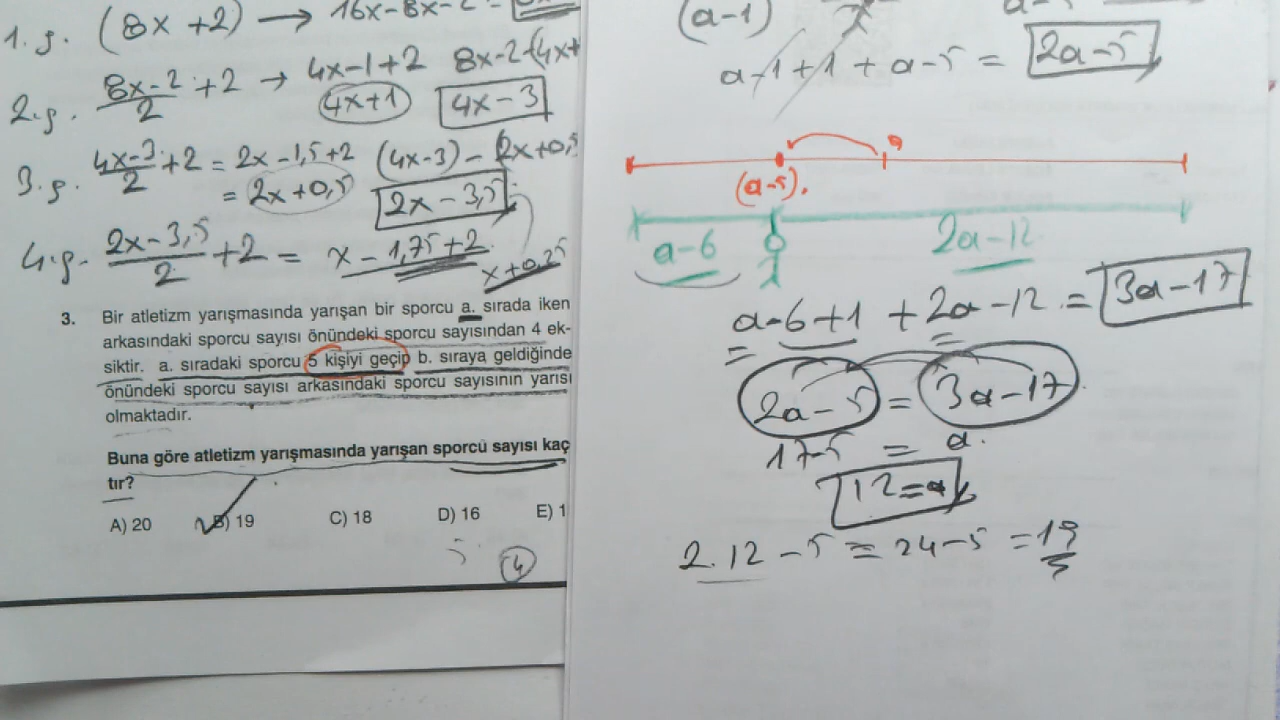 1.g. (8x+2) → 16x-8x-2-
2.g. (8x-2)/2 +2 → 4x-1+2 8x-2-(4x+
4x+1 4x-3
3.g. (4x-3)/2 +2 = 2x-1,5+2 (4x-3)-(2x+0,5
= 2x+0,5 2x-3,5
4.g. (2x-3,5)/2 +2 = x-1,75+2
x+0,25
3. Bir atletizm yarışmasında yarışan bir sporcu a. sırada iken
arkasındaki sporcu sayısı önündeki sporcu sayısından 4 ek-
siktir. a. sıradaki sporcu 5 kişiyi geçip b. sıraya geldiğinde
önündeki sporcu sayısı arkasındaki sporcu sayısının yarısı
olmaktadır.
Buna göre atletizm yarışmasında yarışan sporcu sayısı kaç
tır?
A) 20 B) 19 C) 18 D) 16 E) 1
5. 4
(a-1)
a-1+1+a-5 = 2a-5
(a-5).
a-6 2a-12
a-6+1 +2a-12 = 3a-17
2a-5 = 3a-17
17-5 = a.
12=a
2.12-5 = 24-5 = 19